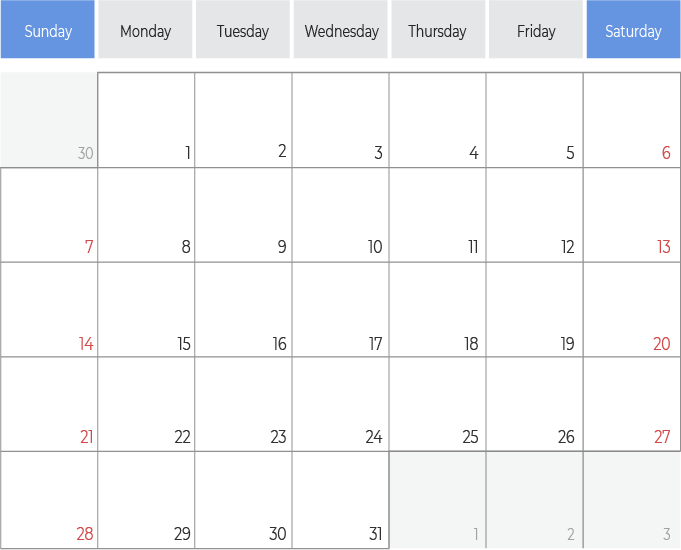 Sunday Monday Tuesday Wednesday Thursday Friday Saturday
30 1 2 3 4 5 6
7 8 9 10 11 12 13
14 15 16 17 18 19 20
21 22 23 24 25 26 27
28 29 30 31 1 2 3